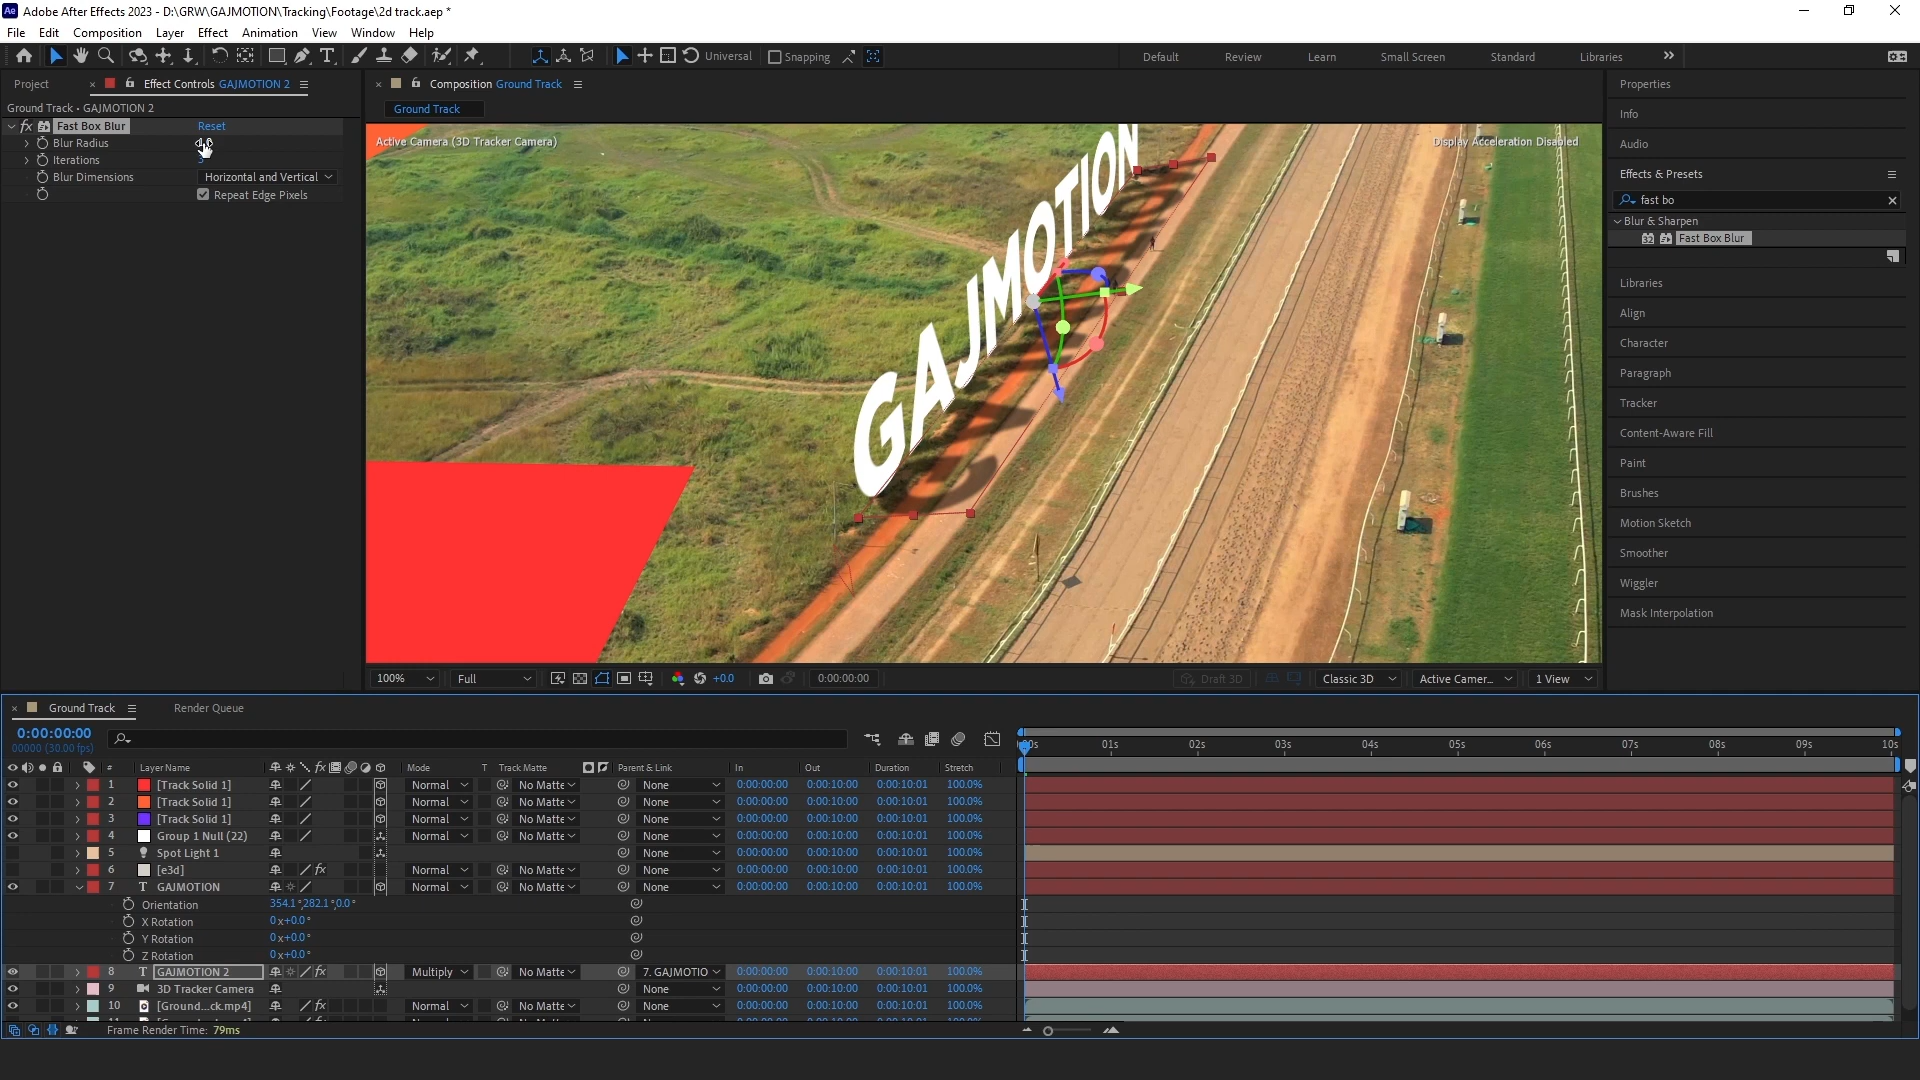 Adobe After Effects 2023 - D:\GRW\GAJMOTION\Tracking\Footage\2d track.aep *
File Edit Composition Layer Effect Animation View Window Help
Universal Snapping Default Review Learn Small Screen Standard Libraries
Project Effect Controls GAJMOTION 2
Ground Track • GAJMOTION 2
fx Fast Box Blur Reset
Blur Radius
Iterations 3
Blur Dimensions Horizontal and Vertical
Repeat Edge Pixels
Composition Ground Track
Ground Track
Active Camera (3D Tracker Camera) Display Acceleration Disabled
GAJMOTION
100% Full +0.0 0:00:00:00 Draft 3D Classic 3D Active Camer... 1 View
Properties
Info
Audio
Effects & Presets
fast bo
Blur & Sharpen
32 Fast Box Blur
Libraries
Align
Character
Paragraph
Tracker
Content-Aware Fill
Paint
Brushes
Motion Sketch
Smoother
Wiggler
Mask Interpolation
Ground Track Render Queue
0:00:00:00
00000 (30.00 fps)
01s 02s 03s 04s 05s 06s 07s 08s 09s 10s
# Layer Name fx Mode T Track Matte Parent & Link In Out Duration Stretch
1 [Track Solid 1] Normal No Matte None 0:00:00:00 0:00:10:00 0:00:10:01 100.0%
2 [Track Solid 1] Normal No Matte None 0:00:00:00 0:00:10:00 0:00:10:01 100.0%
3 [Track Solid 1] Normal No Matte None 0:00:00:00 0:00:10:00 0:00:10:01 100.0%
4 Group 1 Null (22) Normal No Matte None 0:00:00:00 0:00:10:00 0:00:10:01 100.0%
5 Spot Light 1 None 0:00:00:00 0:00:10:00 0:00:10:01 100.0%
6 [e3d] fx Normal No Matte None 0:00:00:00 0:00:10:00 0:00:10:01 100.0%
7 T GAJMOTION Normal No Matte None 0:00:00:00 0:00:10:00 0:00:10:01 100.0%
Orientation 354.1 °,282.1 °,0.0 °
X Rotation 0 x+0.0 °
Y Rotation 0 x+0.0 °
Z Rotation 0 x+0.0 °
8 T GAJMOTION 2 fx Multiply No Matte 7. GAJMOTIO 0:00:00:00 0:00:10:00 0:00:10:01 100.0%
9 3D Tracker Camera None 0:00:00:00 0:00:10:00 0:00:10:01 100.0%
10 [Ground...ck.mp4] fx Normal No Matte None 0:00:00:00 0:00:10:00 0:00:10:01 100.0%
Frame Render Time: 79ms